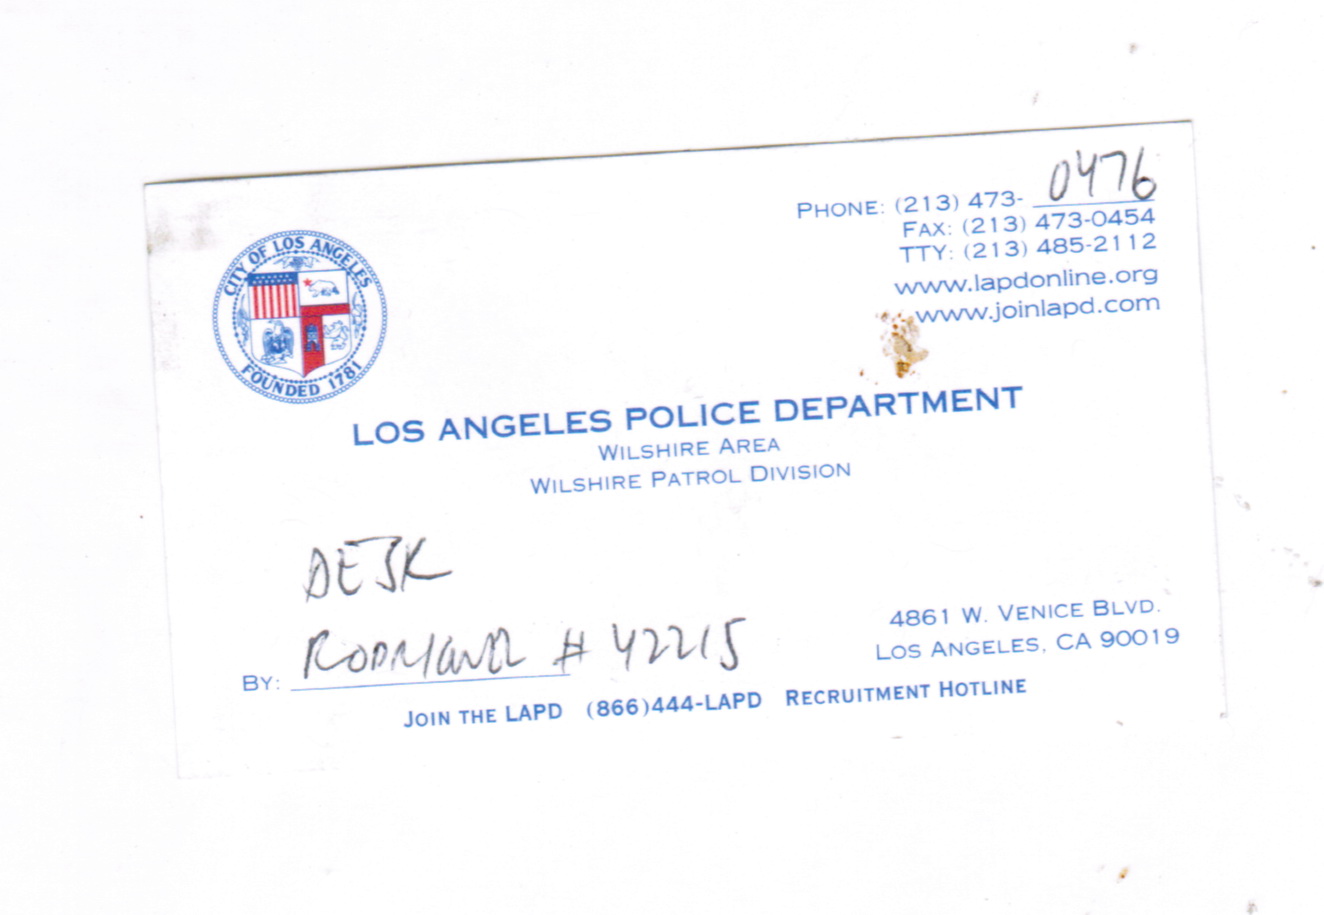 PHONE: (213) 473- 0476
FAX: (213) 473-0454
TTY: (213) 485-2112
www.lapdonline.org
www.joinlapd.com
CITY OF LOS ANGELES
FOUNDED 1781
LOS ANGELES POLICE DEPARTMENT
WILSHIRE AREA
WILSHIRE PATROL DIVISION
DESK
BY: RODRIGUEZ # 42215
4861 W. VENICE BLVD.
LOS ANGELES, CA 90019
JOIN THE LAPD (866)444-LAPD RECRUITMENT HOTLINE